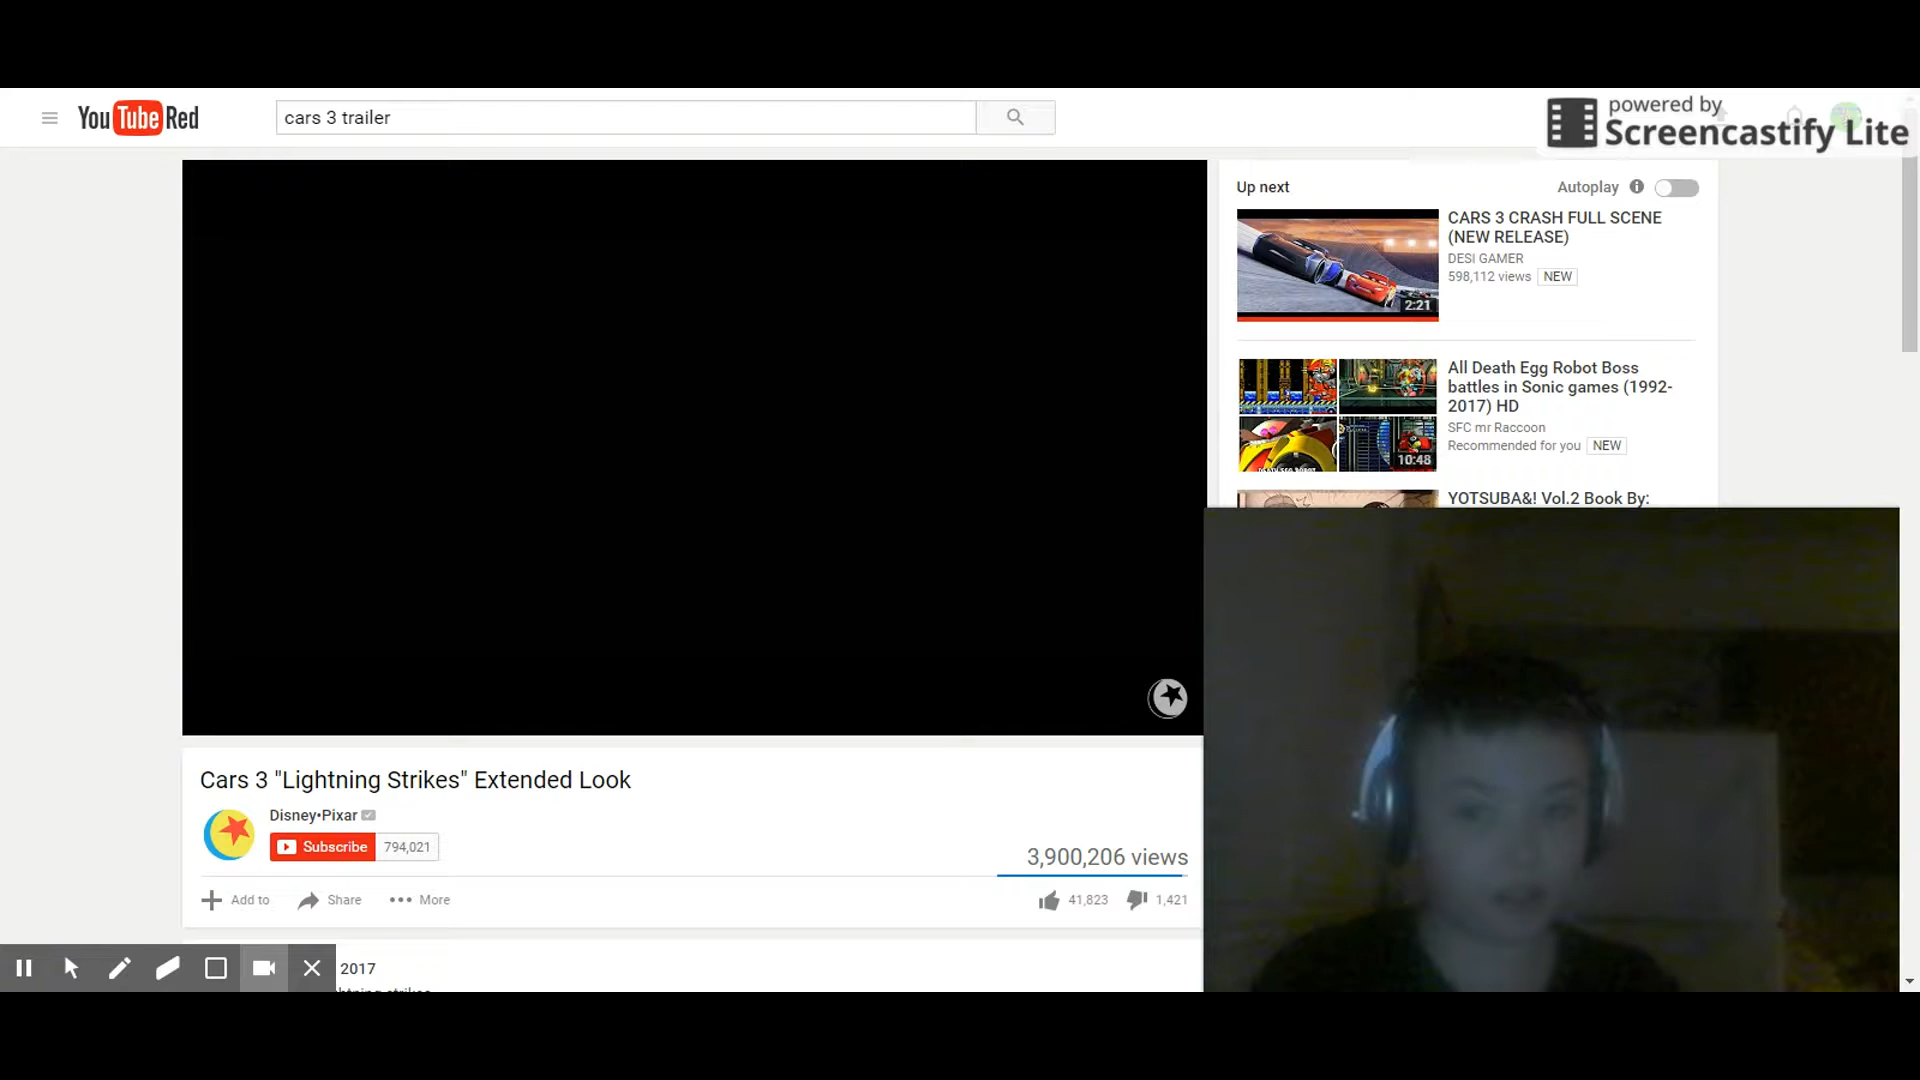 YouTube Red
cars 3 trailer
powered by
Screencastify Lite
Up next
Autoplay
CARS 3 CRASH FULL SCENE
(NEW RELEASE)
DESI GAMER
598,112 views NEW
2:21
All Death Egg Robot Boss
battles in Sonic games (1992-
2017) HD
SFC mr Raccoon
Recommended for you NEW
10:48
YOTSUBA&! Vol.2 Book By:
Cars 3 "Lightning Strikes" Extended Look
Disney•Pixar
Subscribe 794,021
3,900,206 views
Add to Share More
41,823 1,421
2017